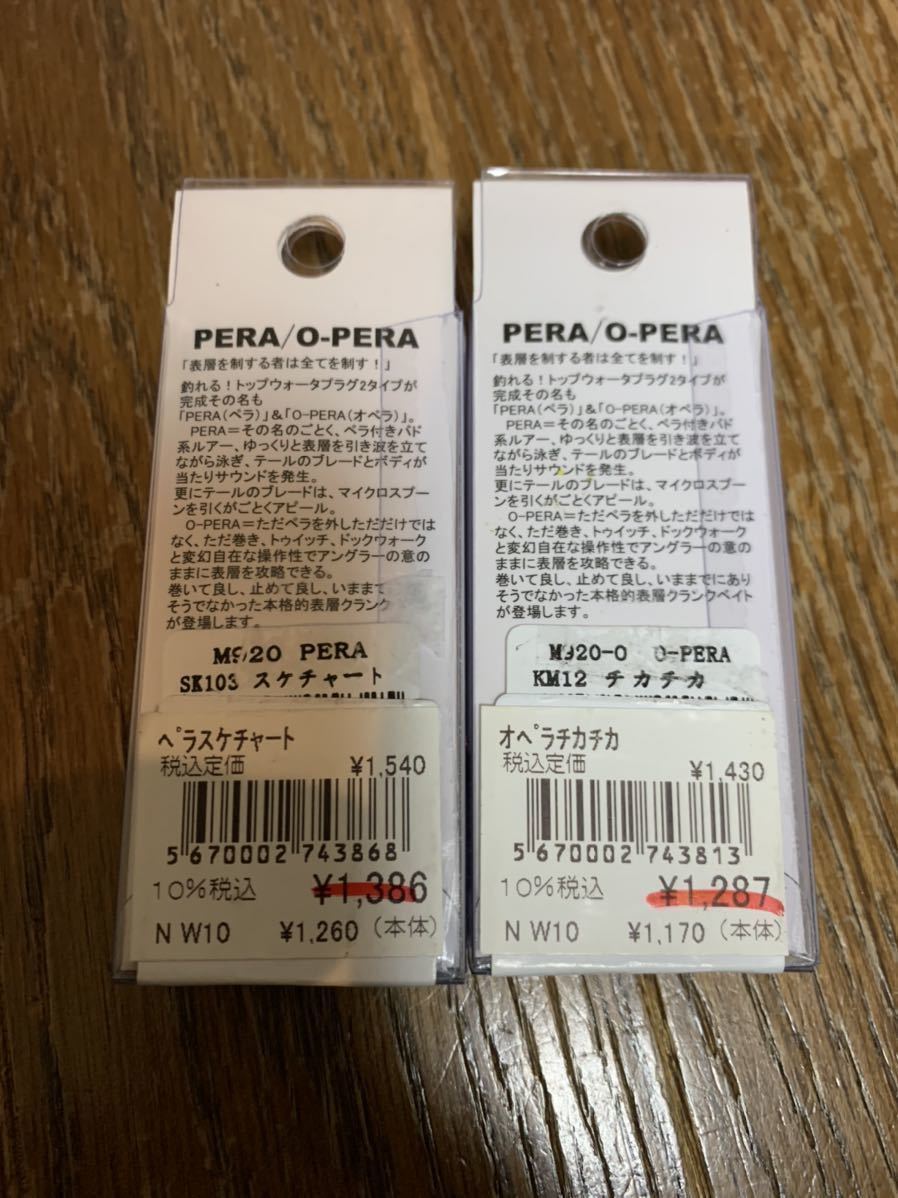 PERA/O-PERA
「表層を制する者は全てを制す！」
釣れる！トップウォータプラグ2タイプが
完成その名も
「PERA（ペラ）」&「O-PERA（オペラ）」。
PERA＝その名のごとく、ペラ付きバド
系ルアー、ゆっくりと表層を引き波を立て
ながら泳ぎ、テールのブレードとボディが
当たりサウンドを発生。
更にテールのブレードは、マイクロスプー
ンを引くがごとくアピール。
O-PERA＝ただペラを外しただだけでは
なく、ただ巻き、トゥイッチ、ドックウォーク
と変幻自在な操作性でアングラーの意の
ままに表層を攻略できる。
巻いて良し、止めて良し、いままで
そうでなかった本格的表層クランク
が登場します。
M920 PERA
SK103 スケチャート
ペラスケチャート
税込定価 ¥1,540
5 670002 743868
10%税込 ¥1,386
N W10 ¥1,260（本体）
PERA/O-PERA
「表層を制する者は全てを制す！」
釣れる！トップウォータプラグ2タイプが
完成その名も
「PERA（ペラ）」&「O-PERA（オペラ）」。
PERA＝その名のごとく、ペラ付きバド
系ルアー、ゆっくりと表層を引き波を立て
ながら泳ぎ、テールのブレードとボディが
当たりサウンドを発生。
更にテールのブレードは、マイクロスプー
ンを引くがごとくアピール。
O-PERA＝ただペラを外しただだけでは
なく、ただ巻き、トゥイッチ、ドックウォーク
と変幻自在な操作性でアングラーの意の
ままに表層を攻略できる。
巻いて良し、止めて良し、いままでにあり
そうでなかった本格的表層クランクベイト
が登場します。
M920-O O-PERA
KM12 チカチカ
オペラチカチカ
税込定価 ¥1,430
5 670002 743813
10%税込 ¥1,287
N W10 ¥1,170（本体）